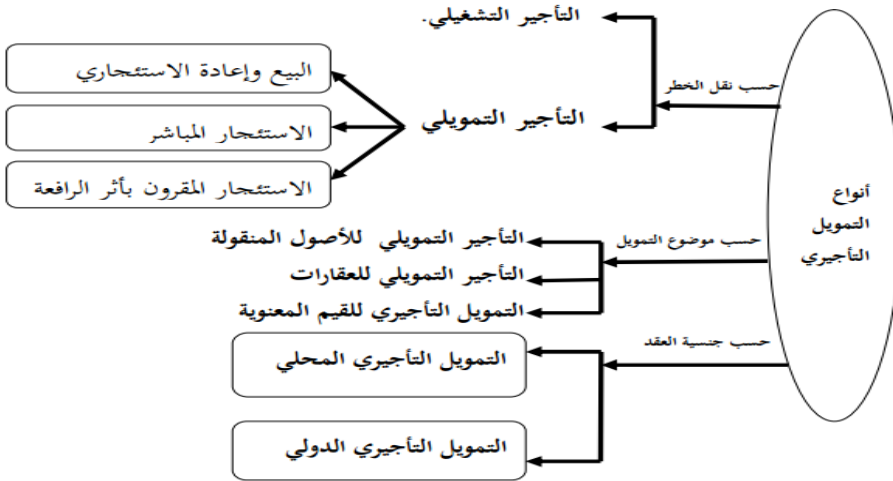 أنواع
التمويل
التأجيري
حسب نقل الخطر
التأجير التشغيلي.
التأجير التمويلي
البيع وإعادة الاستئجاري
الاستئجار المباشر
الاستئجار المقرون بأثر الرافعة
حسب موضوع التمويل
التأجير التمويلي للأصول المنقولة
التأجير التمويلي للعقارات
التمويل التأجيري للقيم المعنوية
حسب جنسية العقد
التمويل التأجيري المحلي
التمويل التأجيري الدولي